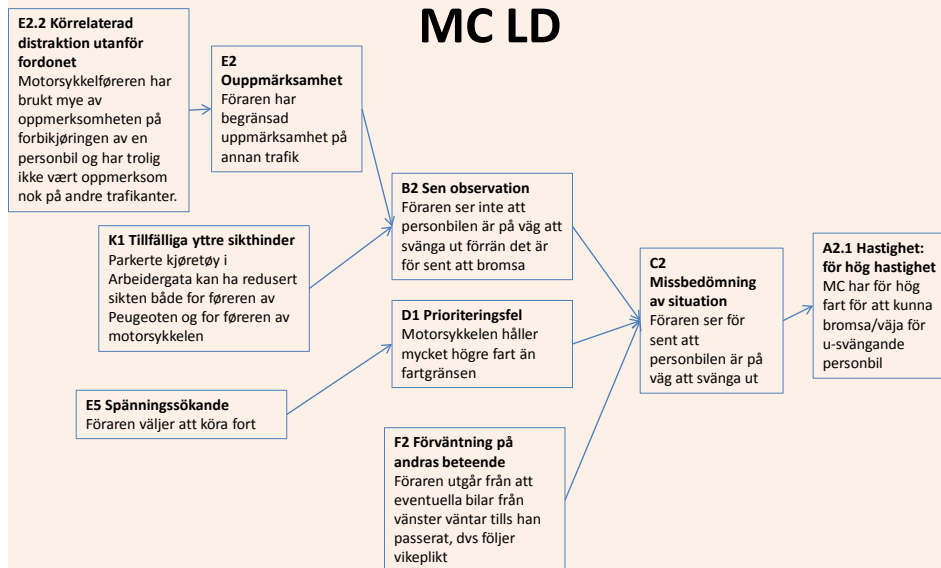 MC LD
E2.2 Körrelaterad
distraktion utanför
fordonet
Motorsykkelføreren har
brukt mye av
oppmerksomheten på
forbikjøringen av en
personbil og har trolig
ikke vært oppmerksom
nok på andre trafikanter.
E2
Ouppmärksamhet
Föraren har
begränsad
uppmärksamhet på
annan trafik
K1 Tillfälliga yttre sikthinder
Parkerte kjøretøy i
Arbeidergata kan ha redusert
sikten både for føreren av
Peugeoten og for føreren av
motorsykkelen
E5 Spänningssökande
Föraren väljer att köra fort
B2 Sen observation
Föraren ser inte att
personbilen är på väg att
svänga ut förrän det är
för sent att bromsa
D1 Prioriteringsfel
Motorsykkelen håller
mycket högre fart än
fartgränsen
F2 Förväntning på
andras beteende
Föraren utgår från att
eventuella bilar från
vänster väntar tills han
passerat, dvs följer
vikeplikt
C2
Missbedömning
av situation
Föraren ser för
sent att
personbilen är på
väg att svänga ut
A2.1 Hastighet:
för hög hastighet
MC har för hög
fart för att kunna
bromsa/väja för
u-svängande
personbil